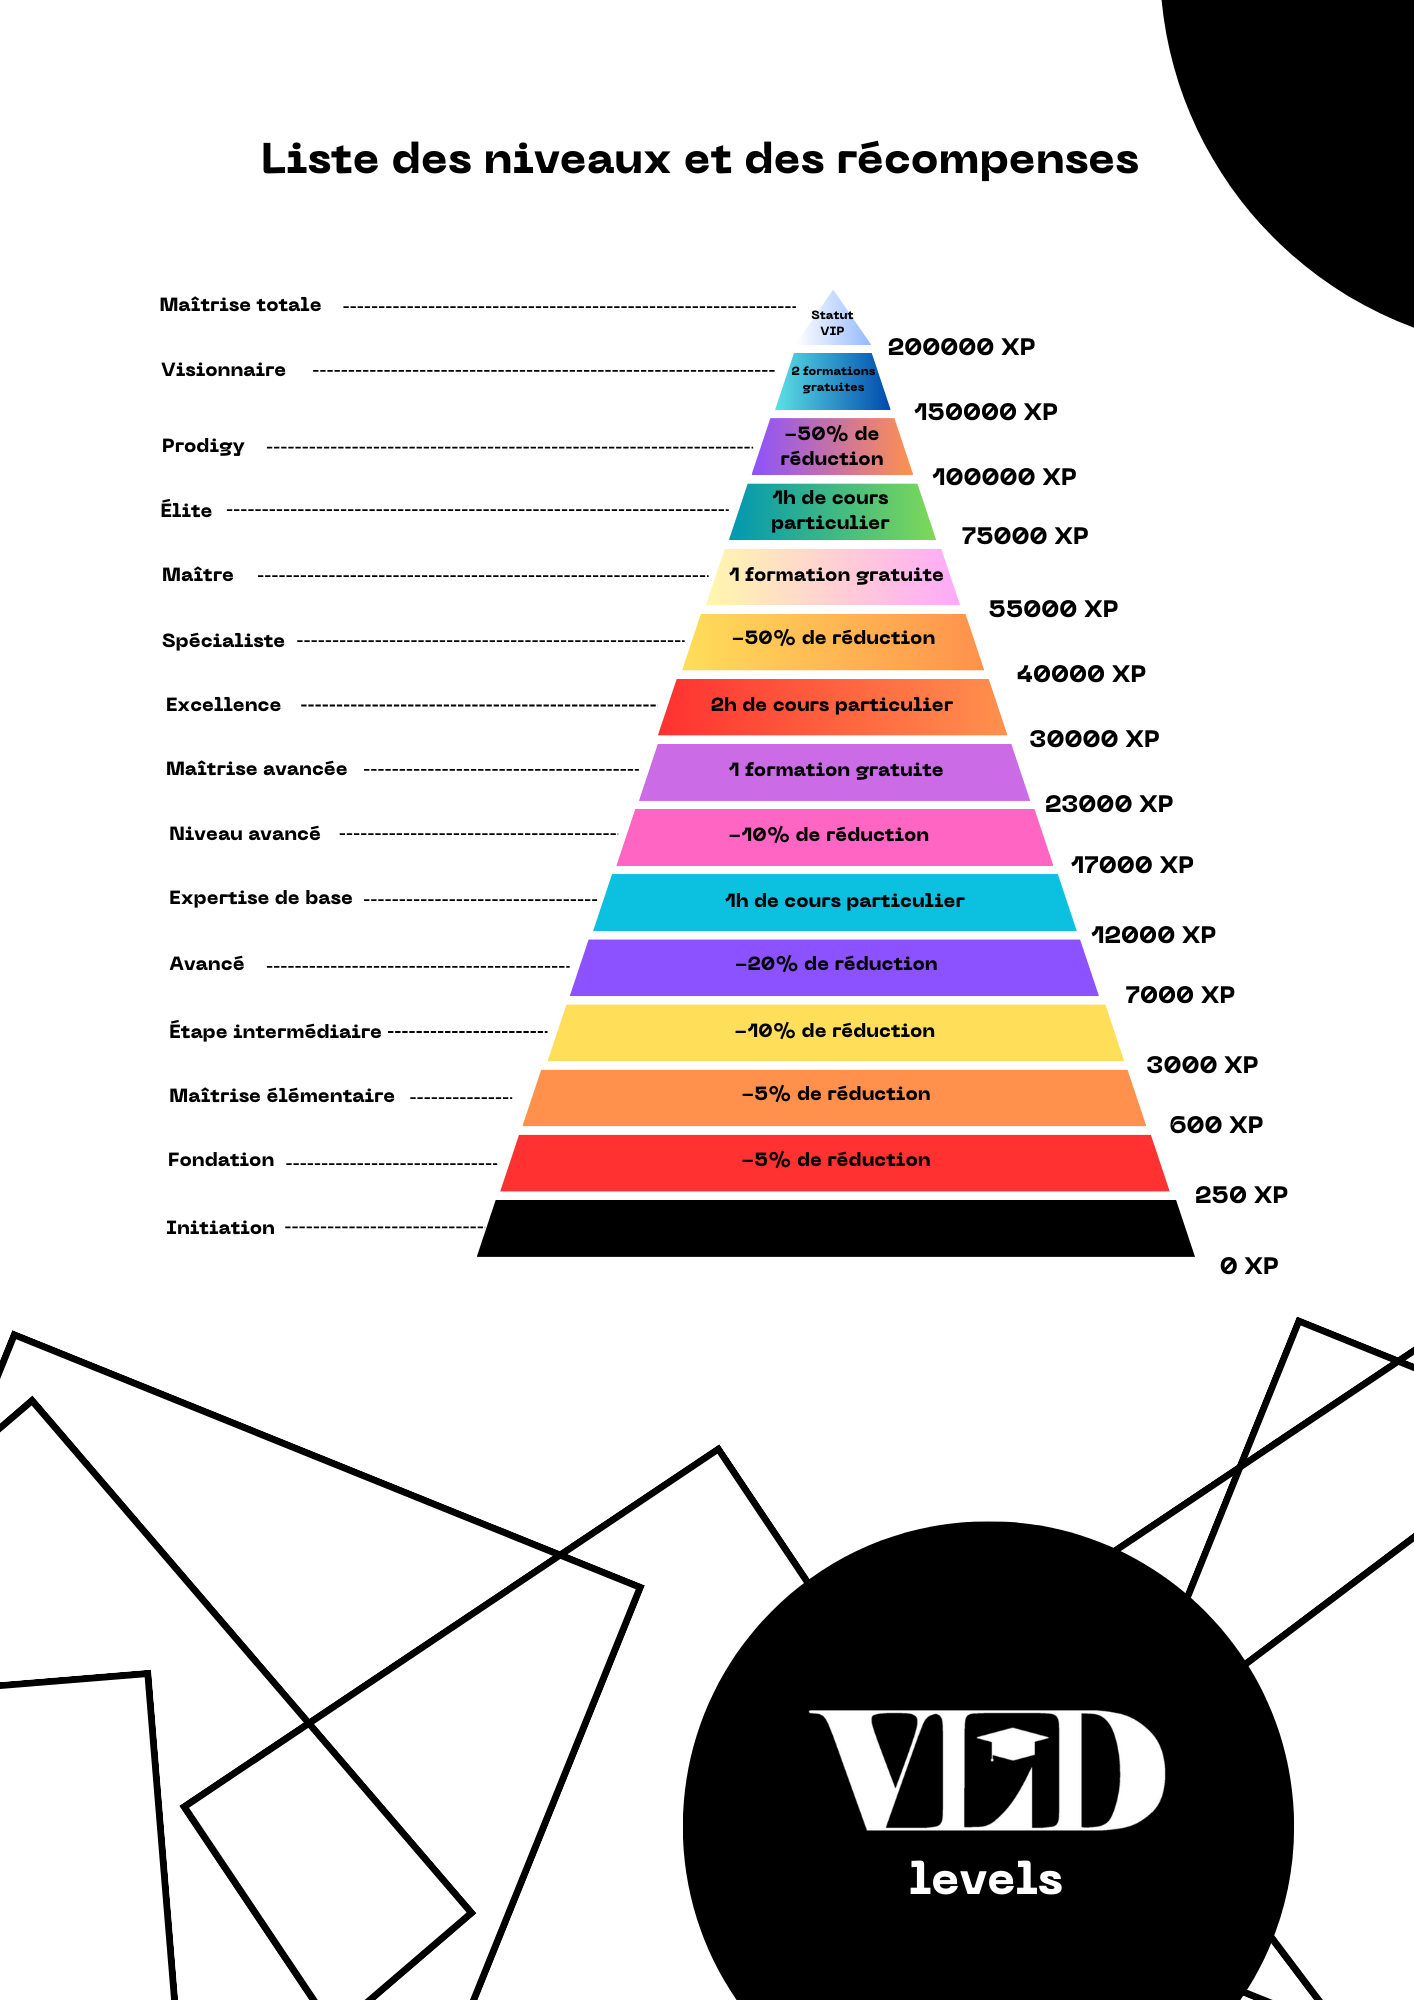 Liste des niveaux et des récompenses
Maîtrise totale
Statut
VIP
200000 XP
Visionnaire
2 formations
gratuites
150000 XP
Prodigy
-50% de
réduction
100000 XP
Élite
1h de cours
particulier
75000 XP
Maître
1 formation gratuite
55000 XP
Spécialiste
-50% de réduction
40000 XP
Excellence
2h de cours particulier
30000 XP
Maîtrise avancée
1 formation gratuite
23000 XP
Niveau avancé
-10% de réduction
17000 XP
Expertise de base
1h de cours particulier
12000 XP
Avancé
-20% de réduction
7000 XP
Étape intermédiaire
-10% de réduction
3000 XP
Maîtrise élémentaire
-5% de réduction
600 XP
Fondation
-5% de réduction
250 XP
Initiation
0 XP
levels